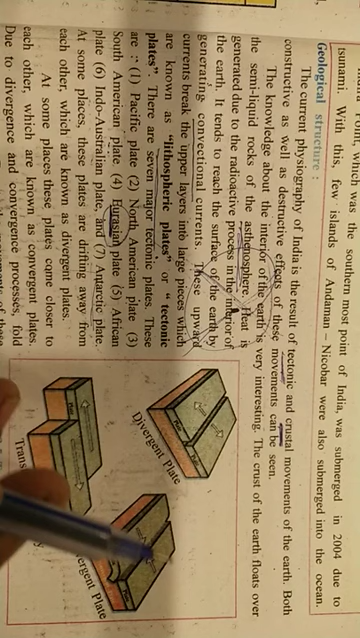 which was the southern most point of India, was submerged in 2004 due to
tsunami. With this, few islands of Andaman – Nicobar were also submerged into the ocean.
Geological structure :
The current physiography of India is the result of tectonic and crustal movements of the earth. Both
constructive as well as destructive effects of these movements can be seen.
The knowledge about the interior of the earth is very interesting. The crust of the earth floats over
the semi-liquid rocks of the asthenosphere. Heat is
generated due to the radioactive process in the interior of
the earth. It tends to reach the surface of the earth by
generating convectional currents. These upward
currents break the upper layers into large pieces which
are known as "lithospheric plates" or "tectonic
plates". There are seven major tectonic plates. These
are : (1) Pacific plate (2) North American plate (3)
South American plate (4) Eurasian plate (5) African
plate (6) Indo-Australian plate, and (7) Antarctic plate.
At some places, these plates are drifting away from
each other, which are known as divergent plates.
At some places these plates come closer to
each other, which are known as convergent plates.
Due to divergence and convergence processes, fold
Divergent Plate
Plate